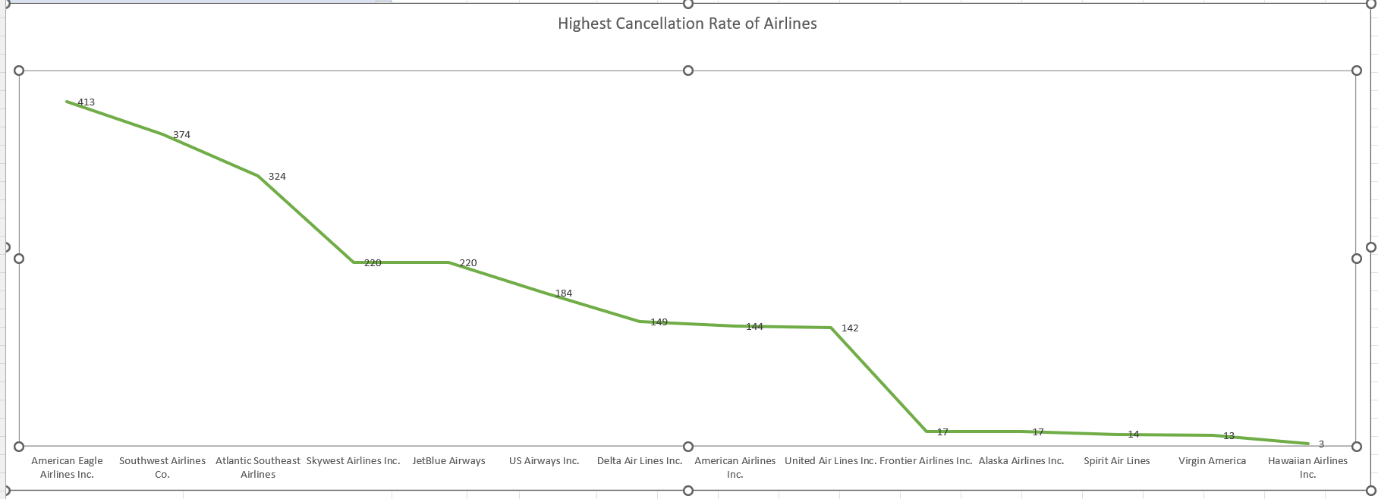 Highest Cancellation Rate of Airlines
413
374
324
220
220
184
149
144
142
17
17
14
13
3
American Eagle
Airlines Inc.
Southwest Airlines
Co.
Atlantic Southeast
Airlines
Skywest Airlines Inc.
JetBlue Airways
US Airways Inc.
Delta Air Lines Inc.
American Airlines
Inc.
United Air Lines Inc.
Frontier Airlines Inc.
Alaska Airlines Inc.
Spirit Air Lines
Virgin America
Hawaiian Airlines
Inc.